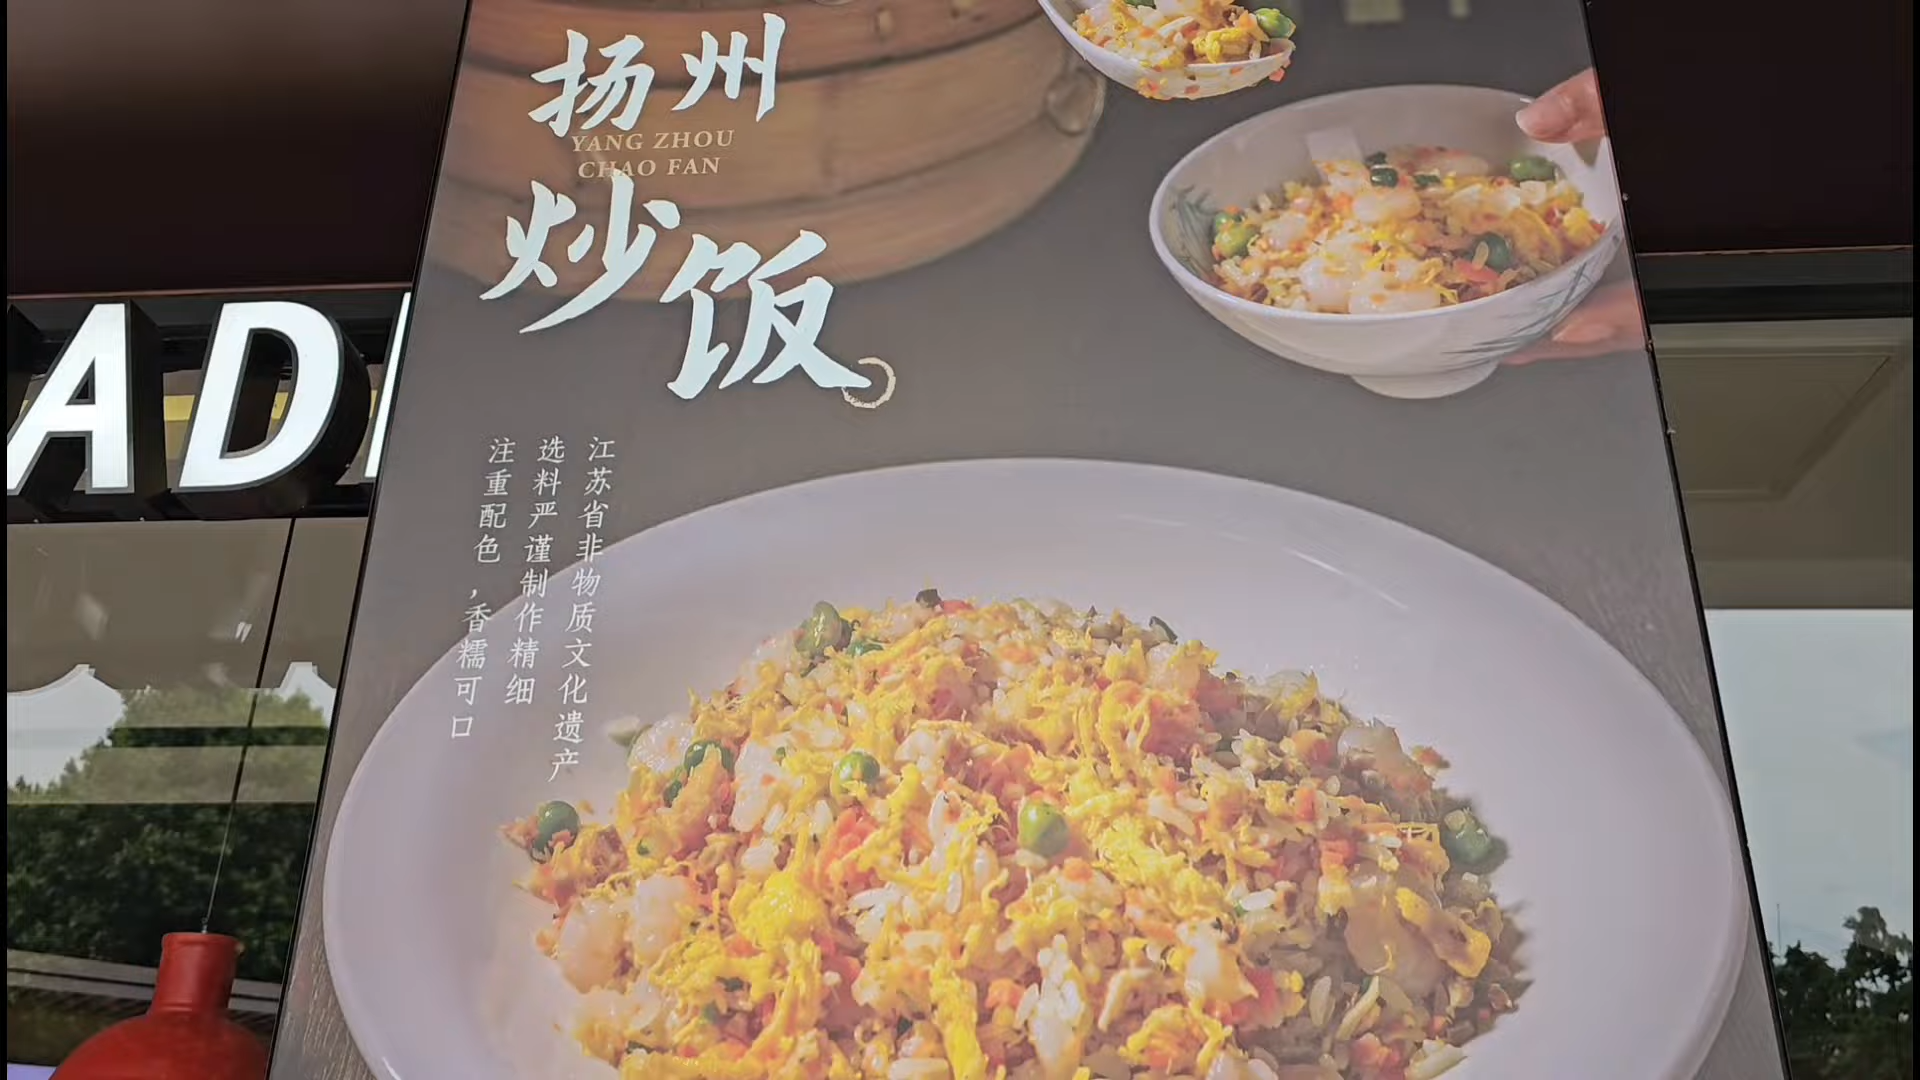 扬州
YANG ZHOU
CHAO FAN
炒饭
江苏省非物质文化遗产
选料严谨制作精细
注重配色,香糯可口
AD